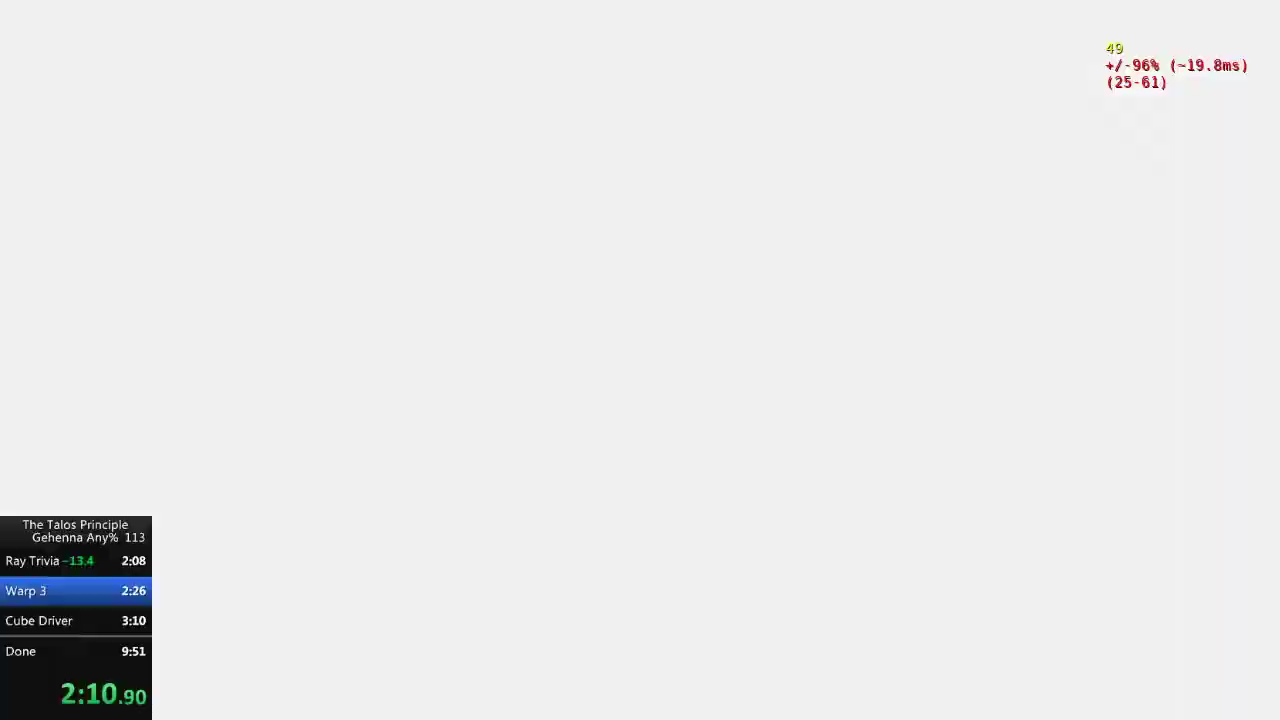 49
+/-96% (~19.8ms)
(25-61)
The Talos Principle
Gehenna Any% 113
Ray Trivia -13.4 2:08
Warp 3 2:26
Cube Driver 3:10
Done 9:51
2:10.90